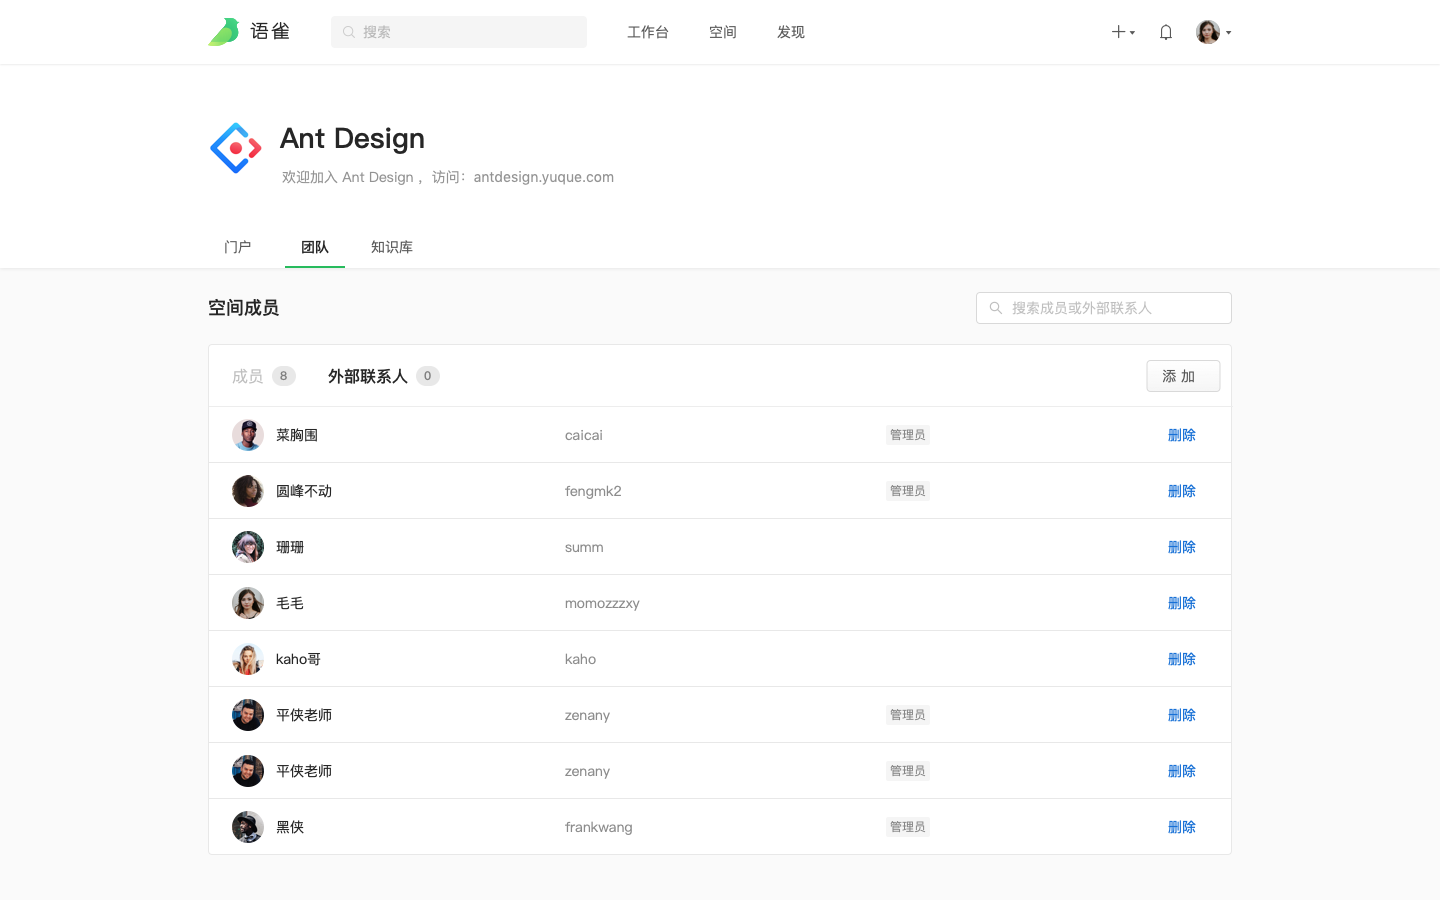 语雀 搜索 工作台 空间 发现
Ant Design
欢迎加入 Ant Design ，访问：antdesign.yuque.com
门户 团队 知识库
空间成员 搜索成员或外部联系人
成员 8 外部联系人 0 添 加
菜胸围 caicai 管理员 删除
圆峰不动 fengmk2 管理员 删除
珊珊 summ 删除
毛毛 momozzzxy 删除
kaho哥 kaho 删除
平侠老师 zenany 管理员 删除
平侠老师 zenany 管理员 删除
黑侠 frankwang 管理员 删除